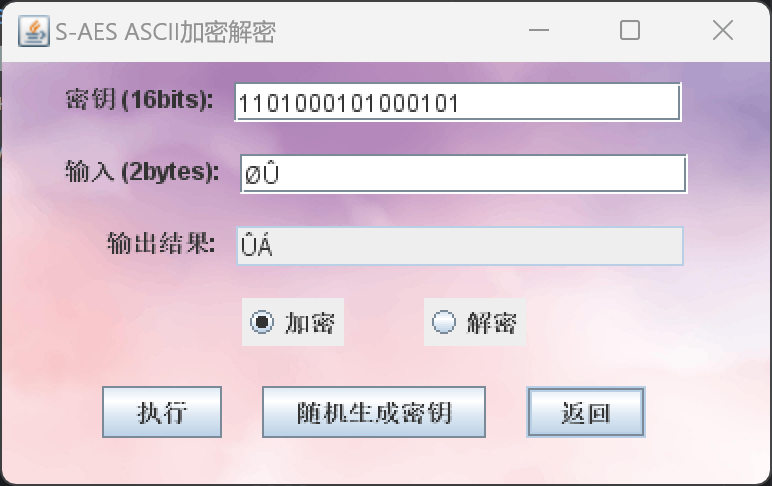 S-AES ASCII加密解密
密钥 (16bits): 1101000101000101
输入 (2bytes): ØÛ
输出结果: ÛÁ
加密 解密
执行 随机生成密钥 返回